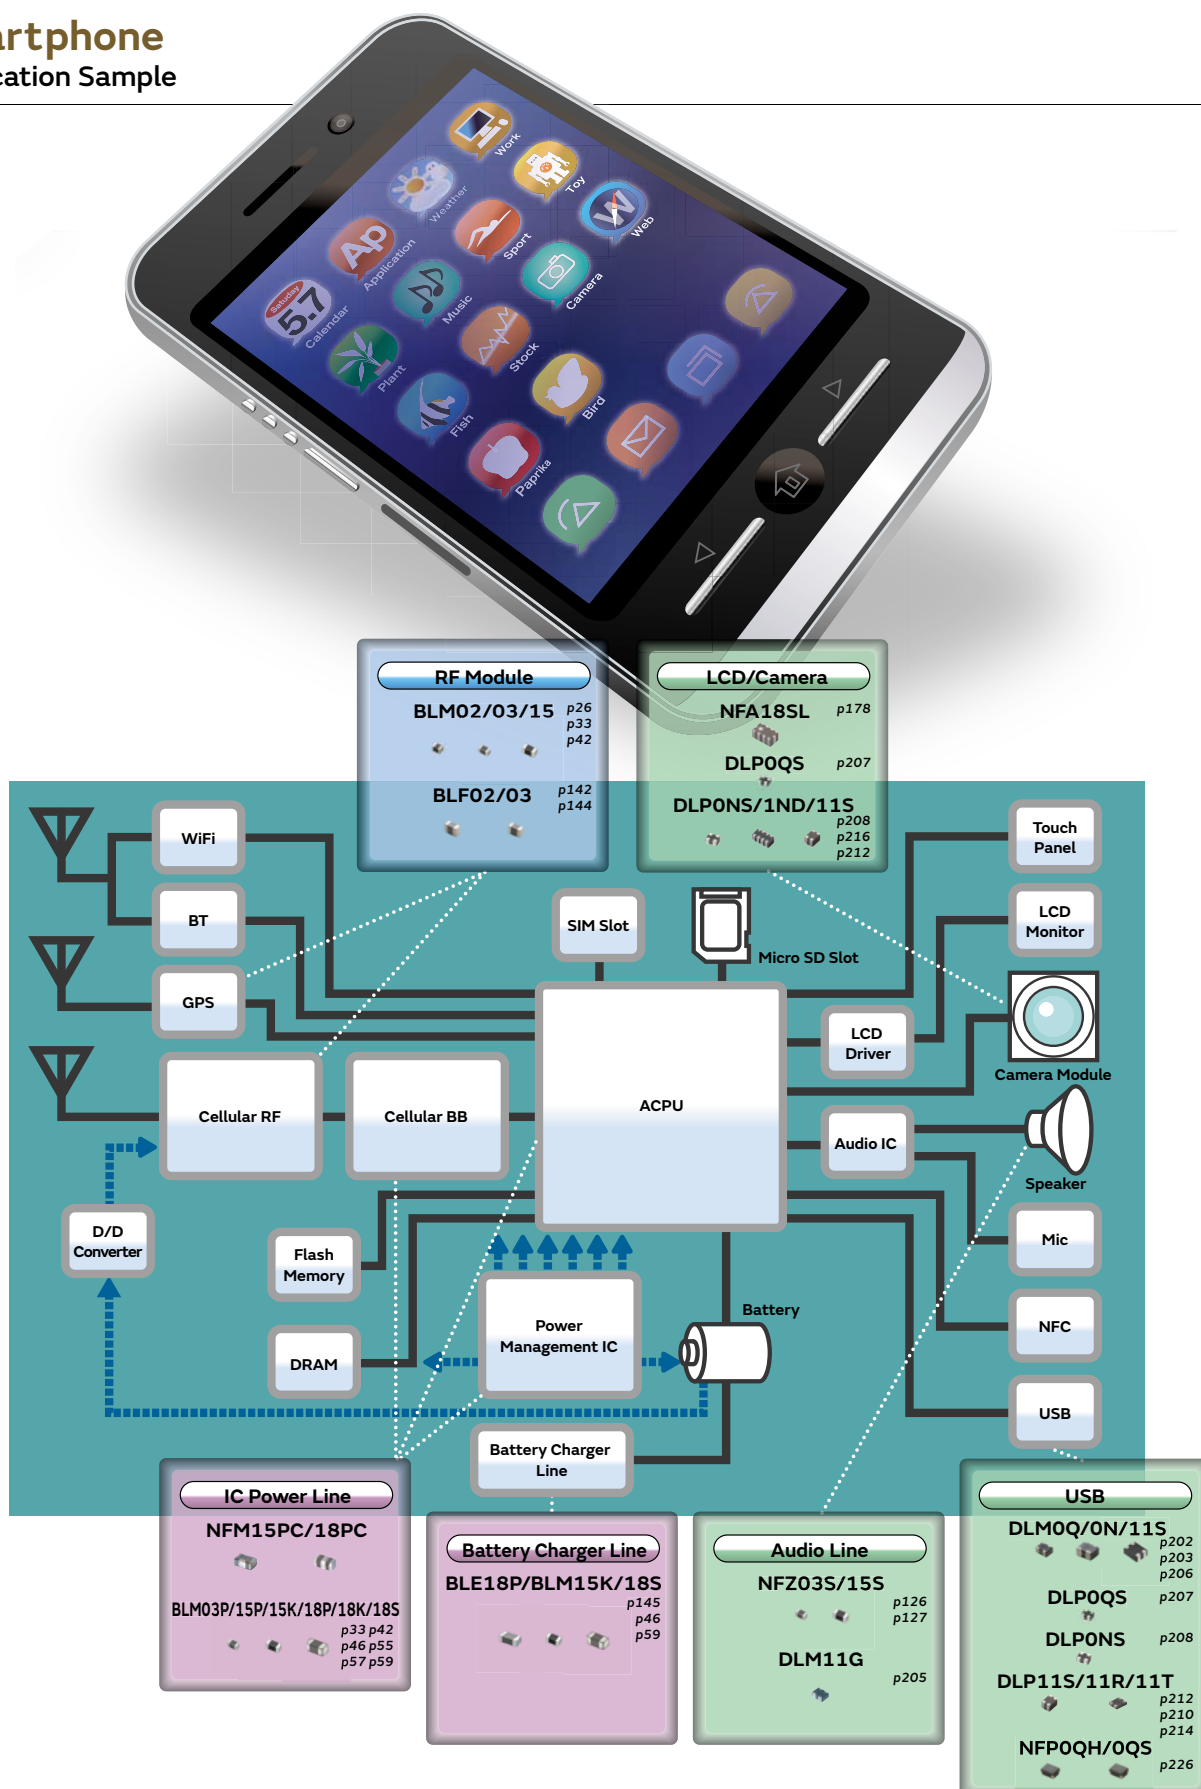 artphone
cation Sample
Work
Toy
Web
Weather
Sport
Camera
Ap
Application
Music
Stock
Bird
Saturday
5.7
Calendar
Plant
Fish
Paprika
W
RF Module
BLM02/03/15 p26
p33
p42
BLF02/03 p142
p144
LCD/Camera
NFA18SL p178
DLP0QS p207
DLP0NS/1ND/11S
p208
p216
p212
WiFi
BT
GPS
SIM Slot
Micro SD Slot
Touch
Panel
LCD
Monitor
LCD
Driver
Camera Module
Cellular RF
Cellular BB
ACPU
Audio IC
Speaker
D/D
Converter
Flash
Memory
Mic
Power
Management IC
Battery
NFC
DRAM
USB
Battery Charger
Line
IC Power Line
NFM15PC/18PC
BLM03P/15P/15K/18P/18K/18S
p33 p42
p46 p55
p57 p59
Battery Charger Line
BLE18P/BLM15K/18S
p145
p46
p59
Audio Line
NFZ03S/15S
p126
p127
DLM11G
p205
USB
DLM0Q/0N/11S
p202
p203
p206
DLP0QS p207
DLP0NS p208
DLP11S/11R/11T
p212
p210
p214
NFP0QH/0QS
p226